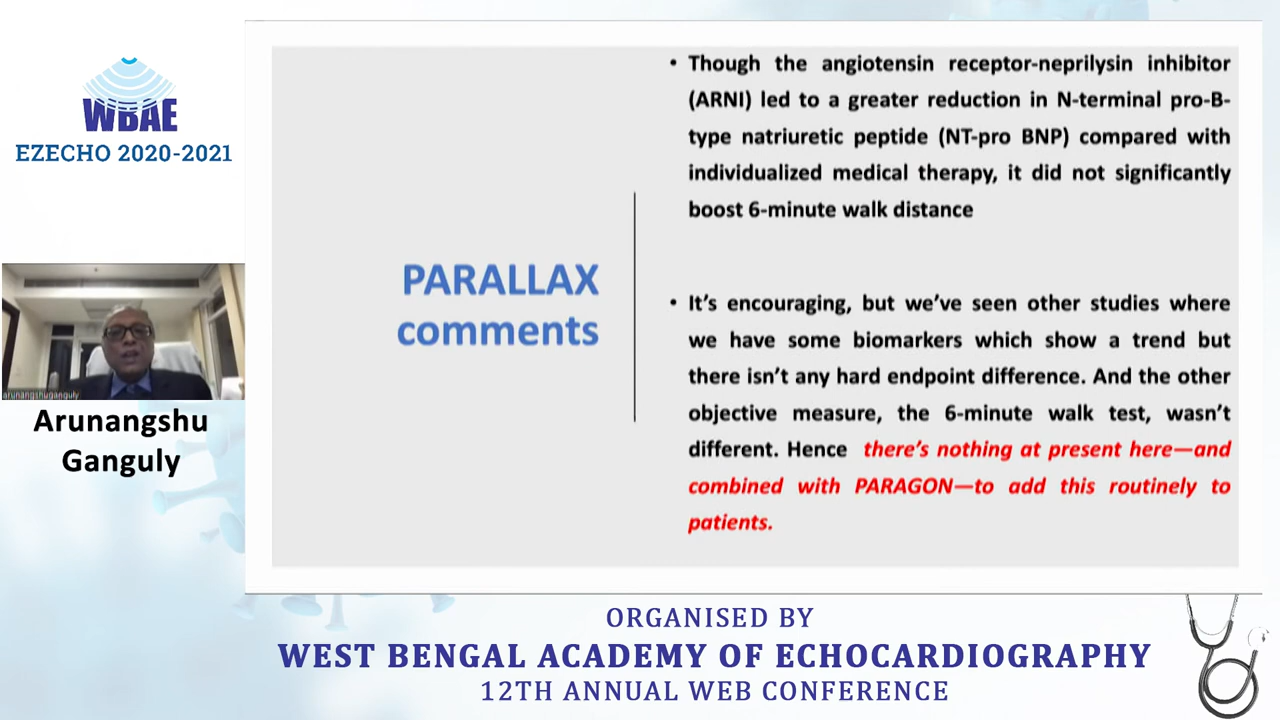 WBAE
EZECHO 2020-2021
arunangshuganguly
Arunangshu
Ganguly
PARALLAX
comments
• Though the angiotensin receptor-neprilysin inhibitor
(ARNI) led to a greater reduction in N-terminal pro-B-
type natriuretic peptide (NT-pro BNP) compared with
individualized medical therapy, it did not significantly
boost 6-minute walk distance
• It’s encouraging, but we’ve seen other studies where
we have some biomarkers which show a trend but
there isn’t any hard endpoint difference. And the other
objective measure, the 6-minute walk test, wasn’t
different. Hence there’s nothing at present here—and
combined with PARAGON—to add this routinely to
patients.
ORGANISED BY
WEST BENGAL ACADEMY OF ECHOCARDIOGRAPHY
12TH ANNUAL WEB CONFERENCE